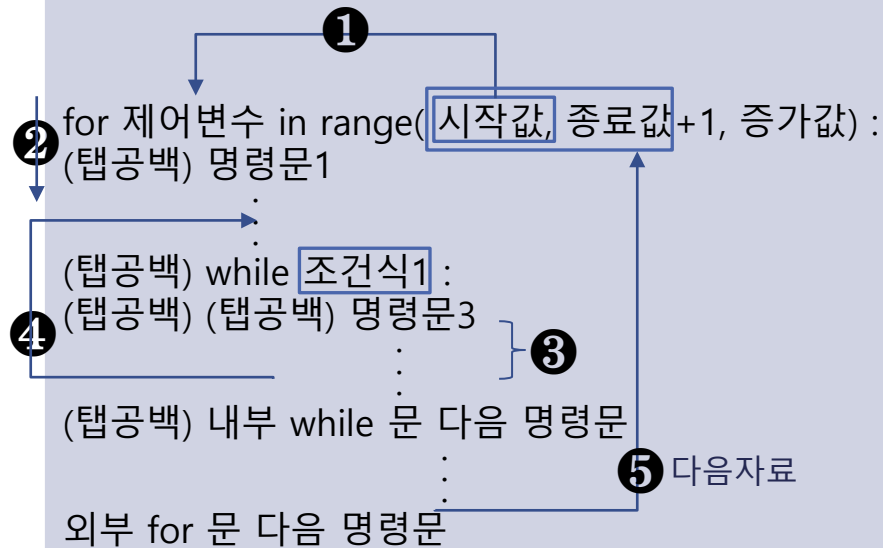 ❶
❷
for 제어변수 in range( 시작값, 종료값+1, 증가값) :
(탭공백) 명령문1
.
.
.
(탭공백) while 조건식1 :
(탭공백) (탭공백) 명령문3
❹
❸
.
.
.
(탭공백) 내부 while 문 다음 명령문
.
.
.
❺ 다음자료
외부 for 문 다음 명령문